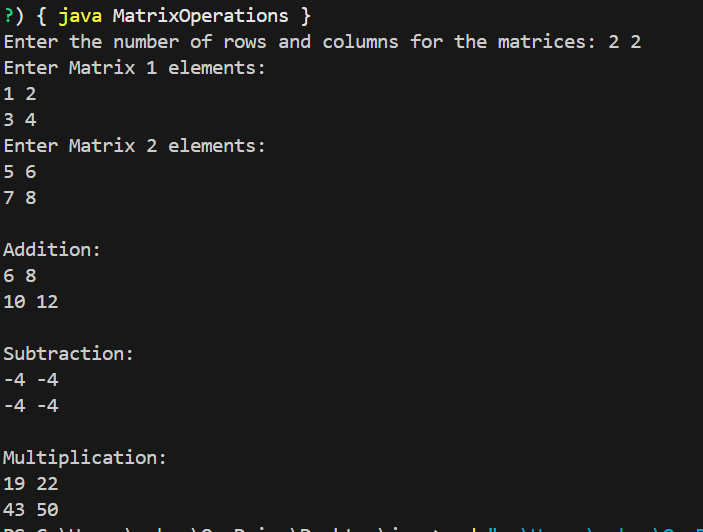 ?) { java MatrixOperations }
Enter the number of rows and columns for the matrices: 2 2
Enter Matrix 1 elements:
1 2
3 4
Enter Matrix 2 elements:
5 6
7 8
Addition:
6 8
10 12
Subtraction:
-4 -4
-4 -4
Multiplication:
19 22
43 50